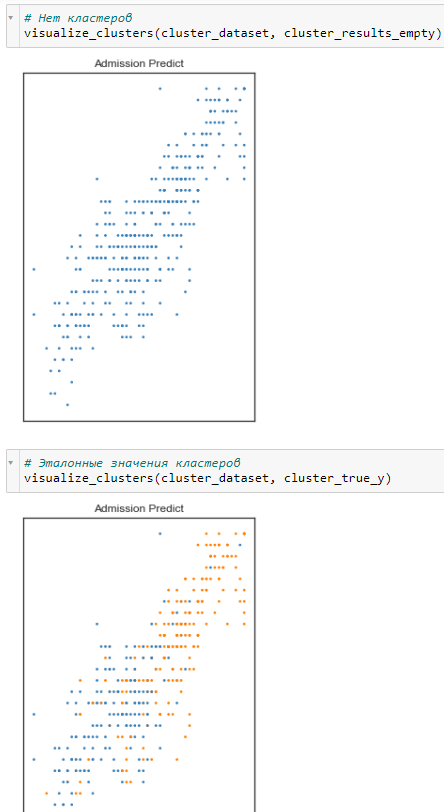 # Нет кластеров
visualize_clusters(cluster_dataset, cluster_results_empty)
Admission Predict
# Эталонные значения кластеров
visualize_clusters(cluster_dataset, cluster_true_y)
Admission Predict